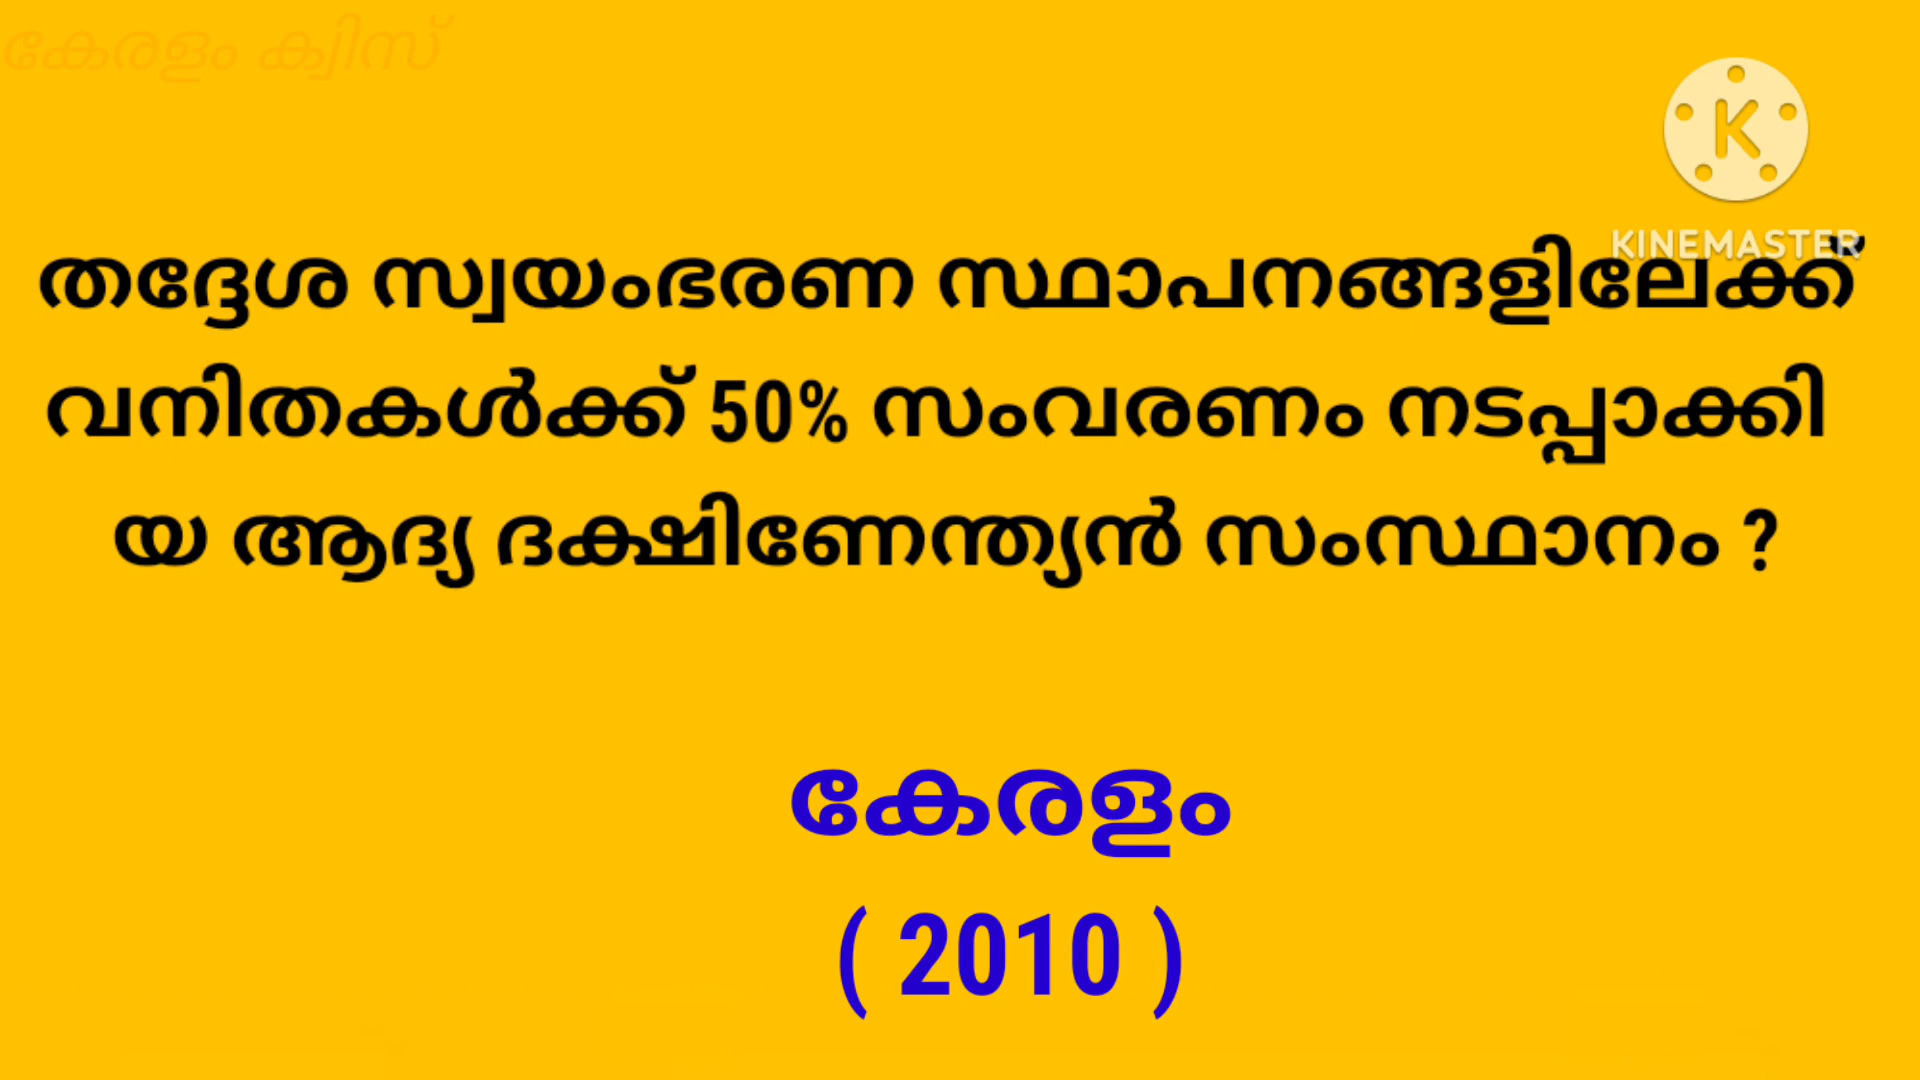 കേരളം ക്വിസ്
KINEMASTER
തദ്ദേശ സ്വയംഭരണ സ്ഥാപനങ്ങളിലേക്ക്
വനിതകൾക്ക് 50% സംവരണം നടപ്പാക്കി
യ ആദ്യ ദക്ഷിണേന്ത്യൻ സംസ്ഥാനം ?
കേരളം
( 2010 )